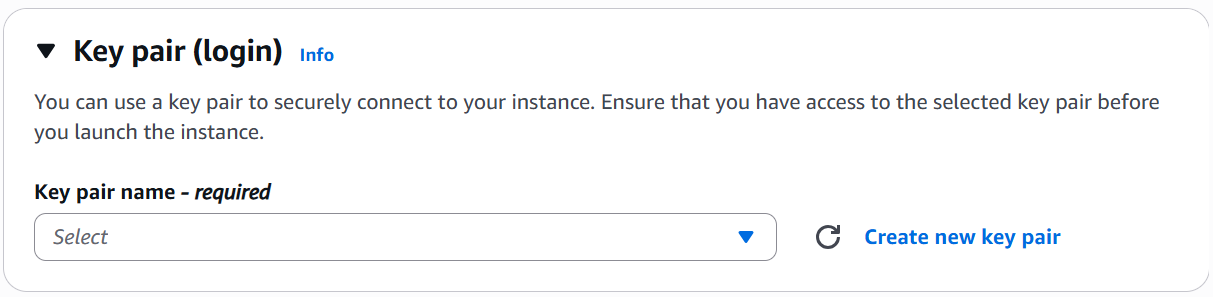 Key pair (login) Info
You can use a key pair to securely connect to your instance. Ensure that you have access to the selected key pair before
you launch the instance.
Key pair name - required
Select
Create new key pair